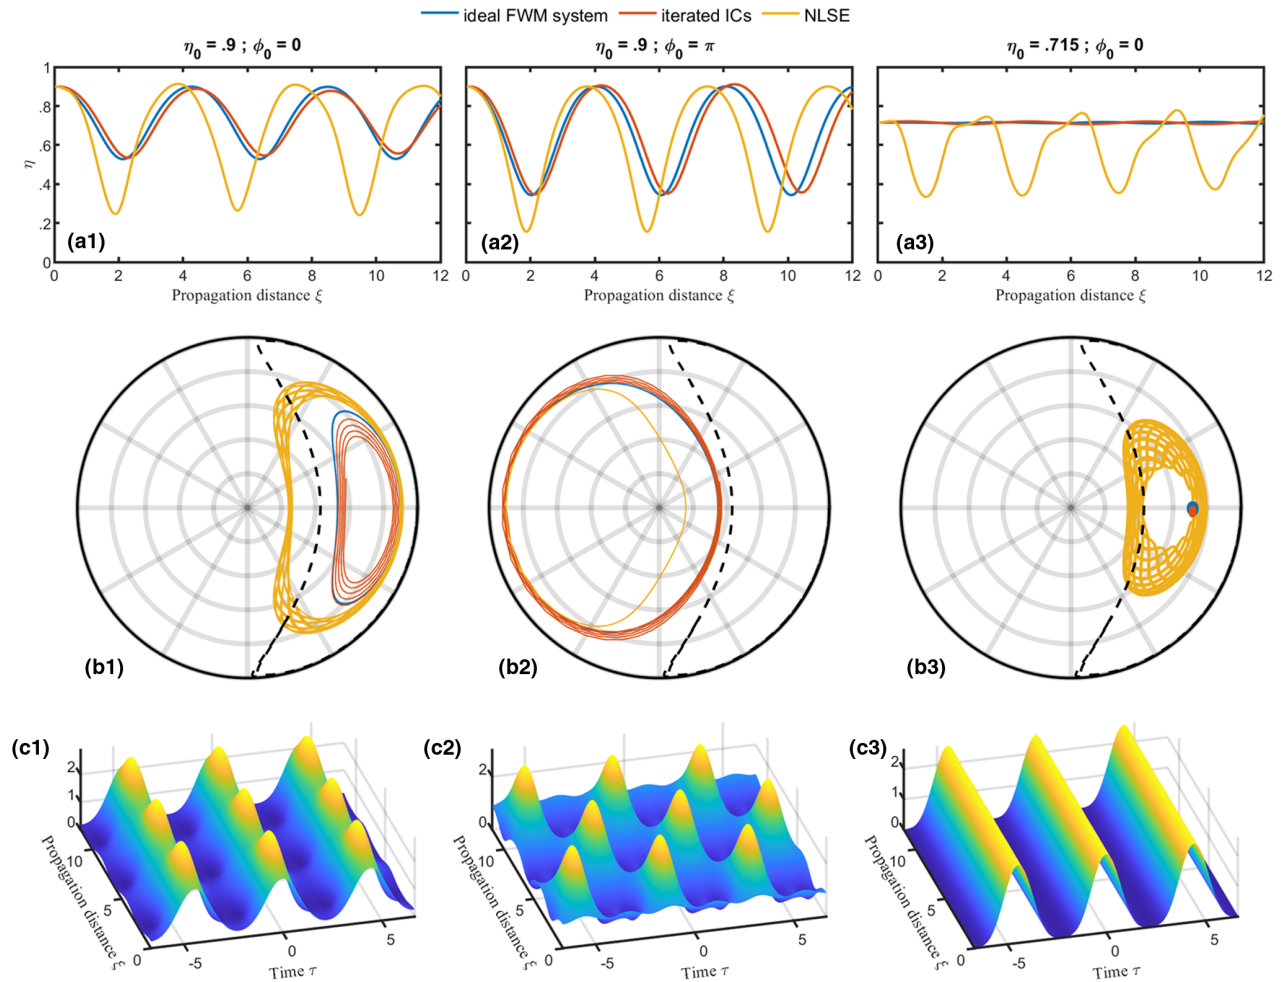 ideal FWM system iterated ICs NLSE
η0 = .9 ; ϕ0 = 0
η0 = .9 ; ϕ0 = π
η0 = .715 ; ϕ0 = 0
1
.8
.6
.4
.2
0
η
(a1)
(a2)
(a3)
0 2 4 6 8 10 12
0 2 4 6 8 10 12
0 2 4 6 8 10 12
Propagation distance ξ
Propagation distance ξ
Propagation distance ξ
(b1)
(b2)
(b3)
(c1)
2
1
0
10
5
0
Propagation distance ξ
-5 0 5
Time τ
(c2)
2
0
10
5
0
Propagation distance ξ
-5 0 5
Time τ
(c3)
2
1
0
10
5
0
Propagation distance ξ
-5 0 5
Time τ